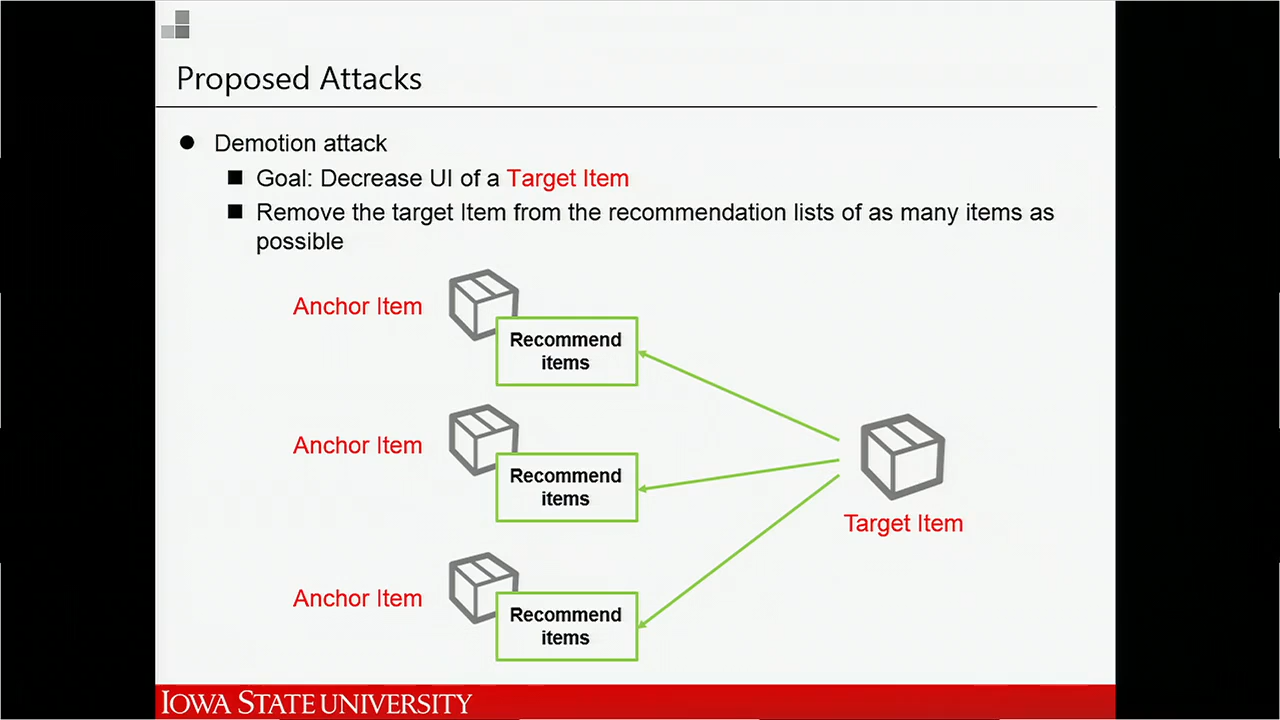 Proposed Attacks
Demotion attack
Goal: Decrease UI of a Target Item
Remove the target Item from the recommendation lists of as many items as
possible
Anchor Item
Recommend
items
Anchor Item
Recommend
items
Target Item
Anchor Item
Recommend
items
IOWA STATE UNIVERSITY